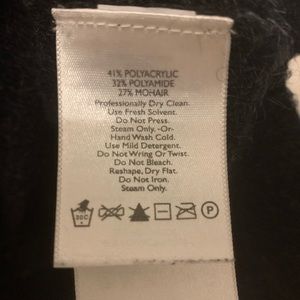 41% POLYACRYLIC
32% POLYAMIDE
27% MOHAIR
Professionally Dry Clean.
Use Fresh Solvent.
Do Not Press.
Steam Only. -Or-
Hand Wash Cold.
Use Mild Detergent.
Do Not Wring Or Twist.
Do Not Bleach.
Reshape, Dry Flat.
Do Not Iron.
Steam Only.
30C
P